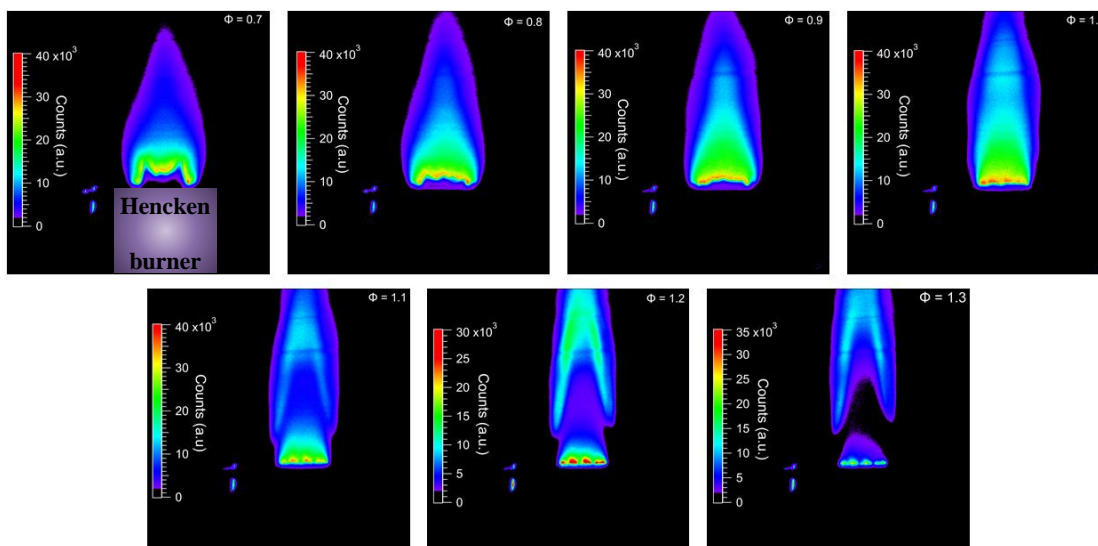 Φ = 0.7
40 x10³
30
20
10
0
Counts (a.u.)
Hencken
burner
Φ = 0.8
40 x10³
30
20
10
0
Counts (a.u.)
Φ = 0.9
40 x10³
30
20
10
0
Counts (a.u.)
Φ = 1.
40 x10³
30
20
10
0
Counts (a.u.)
Φ = 1.1
40 x10³
30
20
10
0
Counts (a.u)
Φ = 1.2
30 x10³
25
20
15
10
5
0
Counts (a.u.)
Φ = 1.3
35 x10³
30
25
20
15
10
5
0
Counts (a.u.)